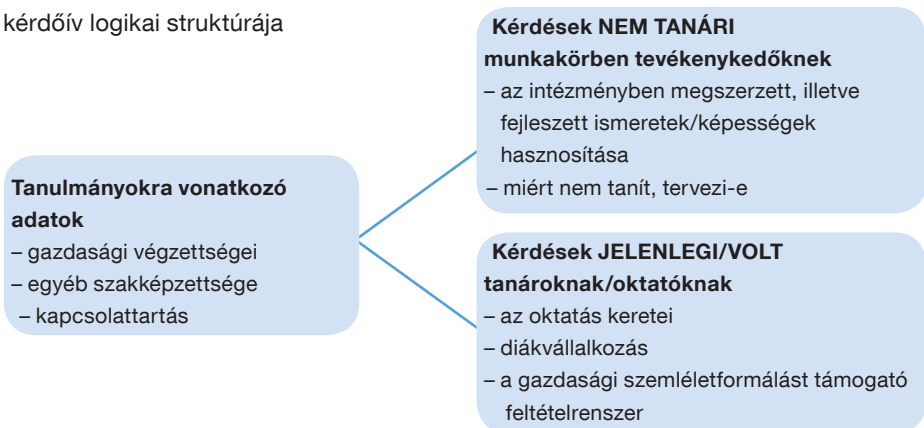 kérdőív logikai struktúrája
Tanulmányokra vonatkozó
adatok
– gazdasági végzettségei
– egyéb szakképzettsége
– kapcsolattartás
Kérdések NEM TANÁRI
munkakörben tevékenykedőknek
– az intézményben megszerzett, illetve
fejlesztett ismeretek/képességek
hasznosítása
– miért nem tanít, tervezi-e
Kérdések JELENLEGI/VOLT
tanároknak/oktatóknak
– az oktatás keretei
– diákvállalkozás
– a gazdasági szemléletformálást támogató
feltételrenszer